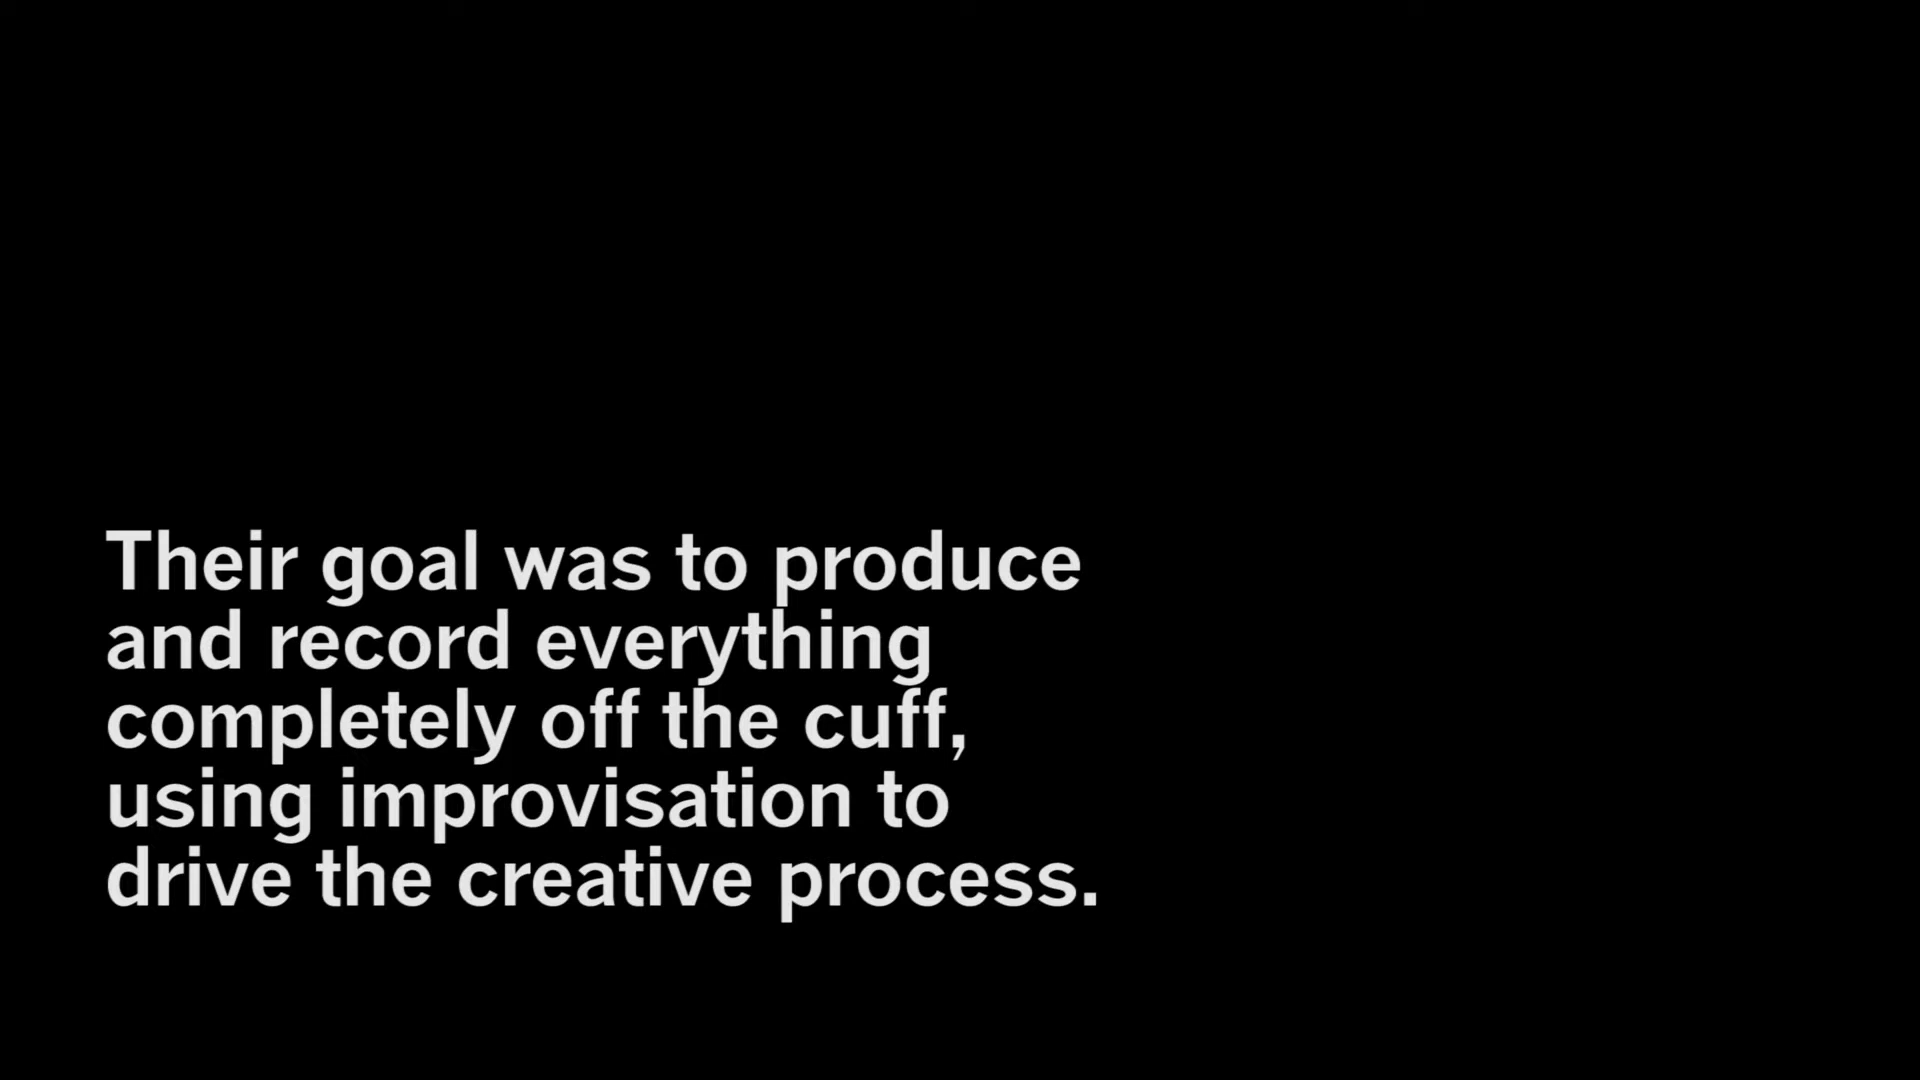 Their goal was to produce
and record everything
completely off the cuff,
using improvisation to
drive the creative process.